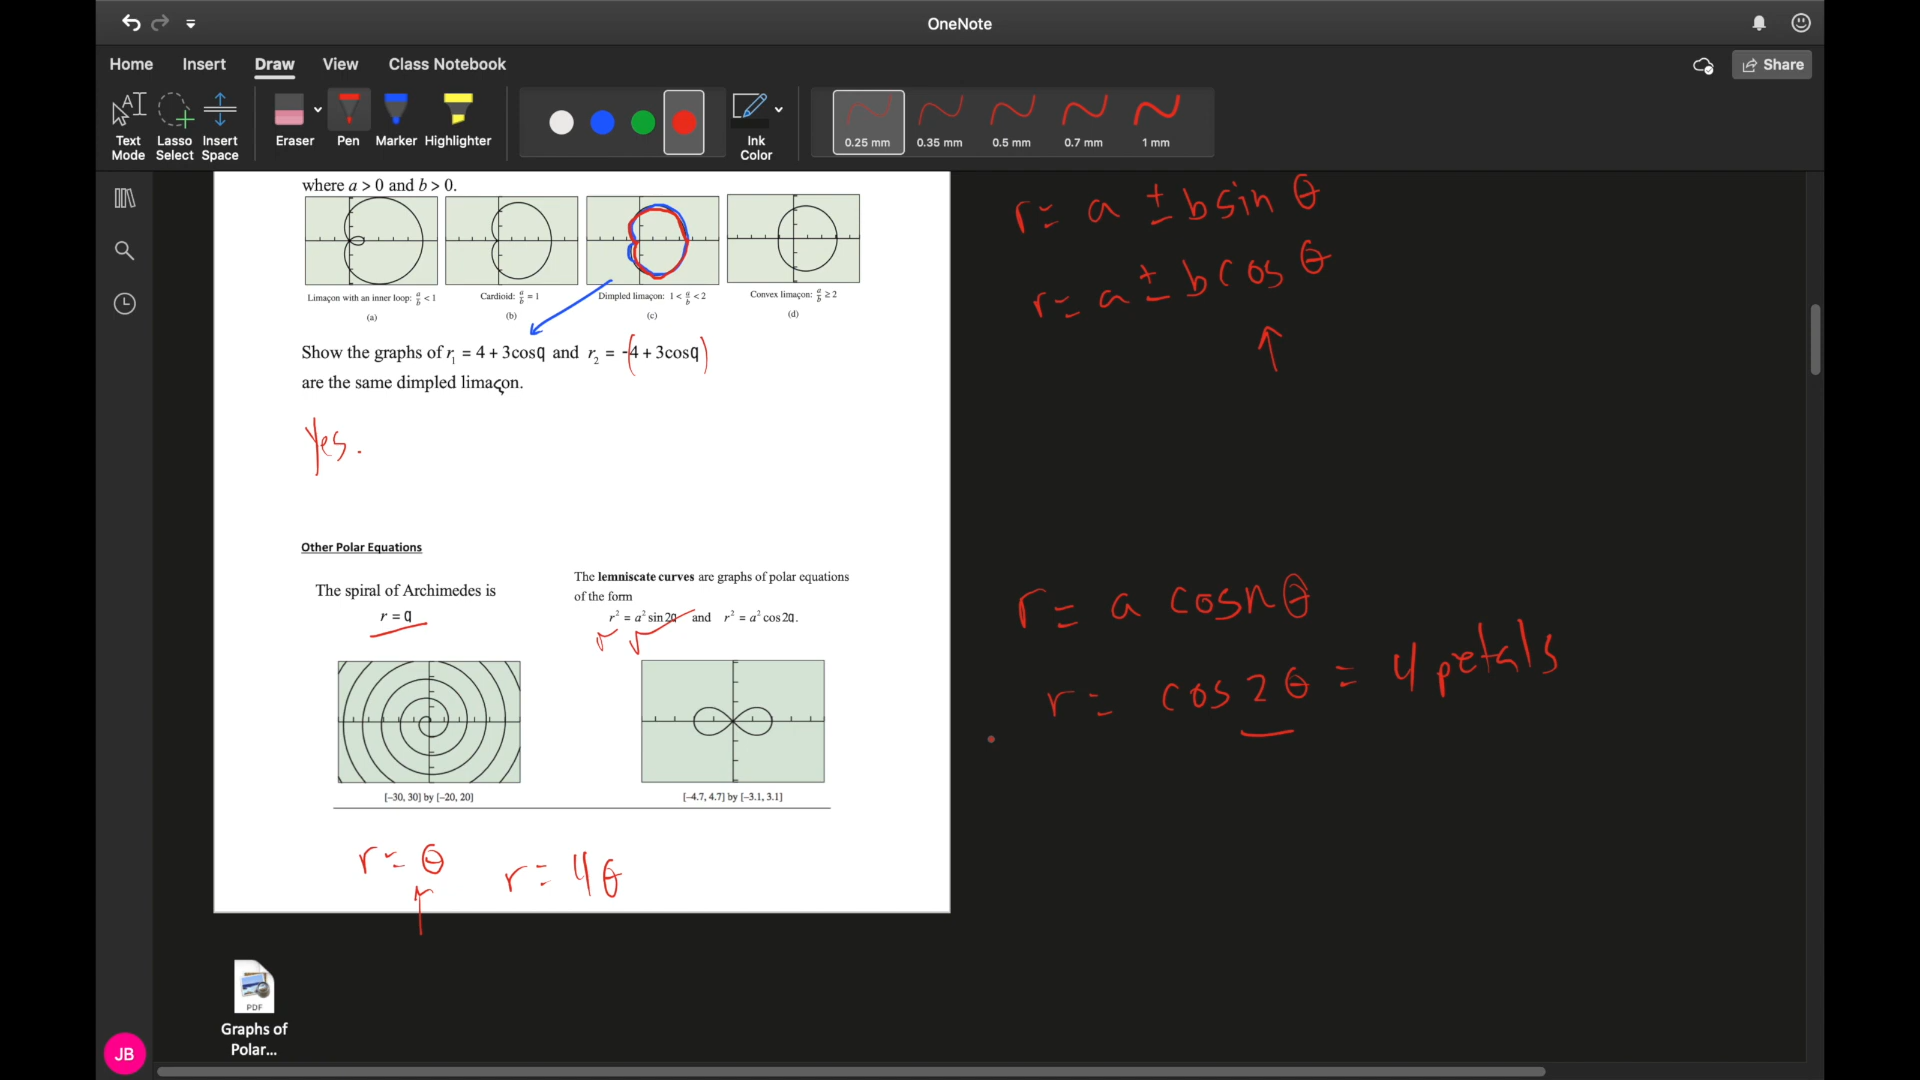 OneNote
Home Insert Draw View Class Notebook
Share
Text Mode
Lasso Select
Insert Space
Eraser
Pen
Marker
Highlighter
Ink Color
0.25 mm
0.35 mm
0.5 mm
0.7 mm
1 mm
where a > 0 and b > 0.
Limaçon with an inner loop: a/b < 1
(a)
Cardioid: a/b = 1
(b)
Dimpled limaçon: 1 < a/b < 2
(c)
Convex limaçon: a/b ≥ 2
(d)
Show the graphs of r₁ = 4 + 3cosq and r₂ = -(4 + 3cosq)
are the same dimpled limaçon.
Yes.
Other Polar Equations
The spiral of Archimedes is
r = q
[–30, 30] by [–20, 20]
The lemniscate curves are graphs of polar equations
of the form
r² = a² sin 2q and r² = a² cos 2q.
[–4.7, 4.7] by [–3.1, 3.1]
r = θ r = 4θ
r = a ± b sin θ
r = a ± b cos θ
r = a cos n θ
r = cos 2 θ = 4 petals
PDF
Graphs of
Polar...
JB